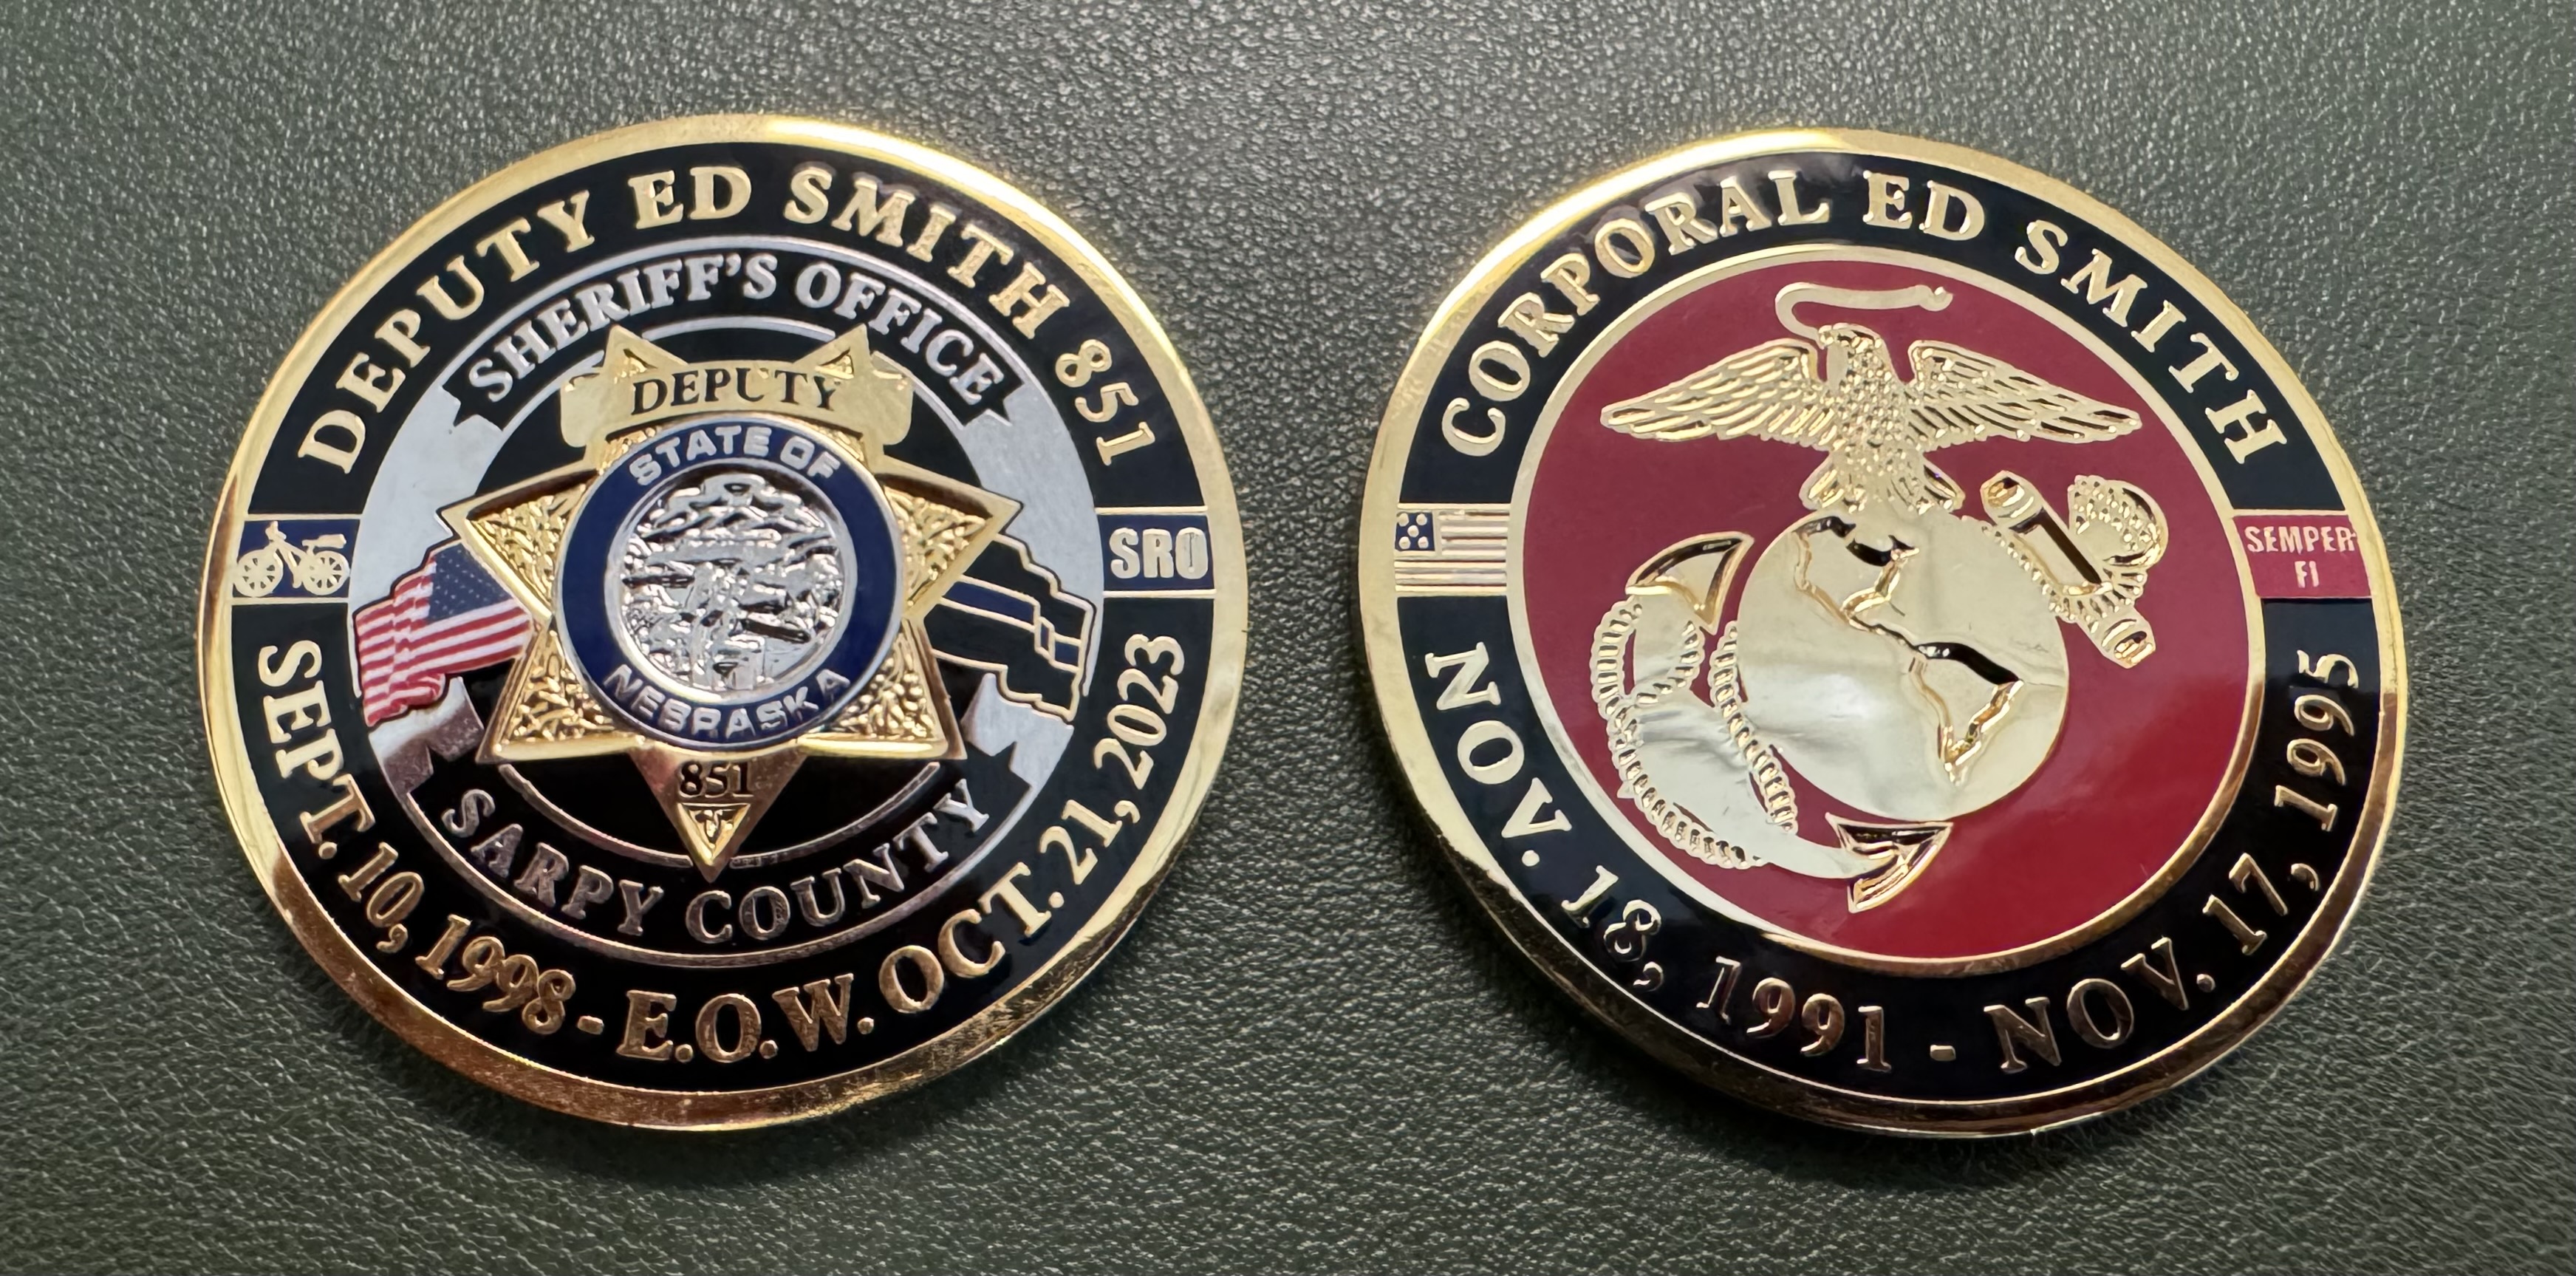 DEPUTY ED SMITH 851
SHERIFF'S OFFICE
DEPUTY
STATE OF
NEBRASKA
851
SARPY COUNTY
SRO
SEPT. 10, 1998 - E.O.W. OCT. 21, 2023
CORPORAL ED SMITH
SEMPER
FI
NOV. 18, 1991 - NOV. 17, 1995